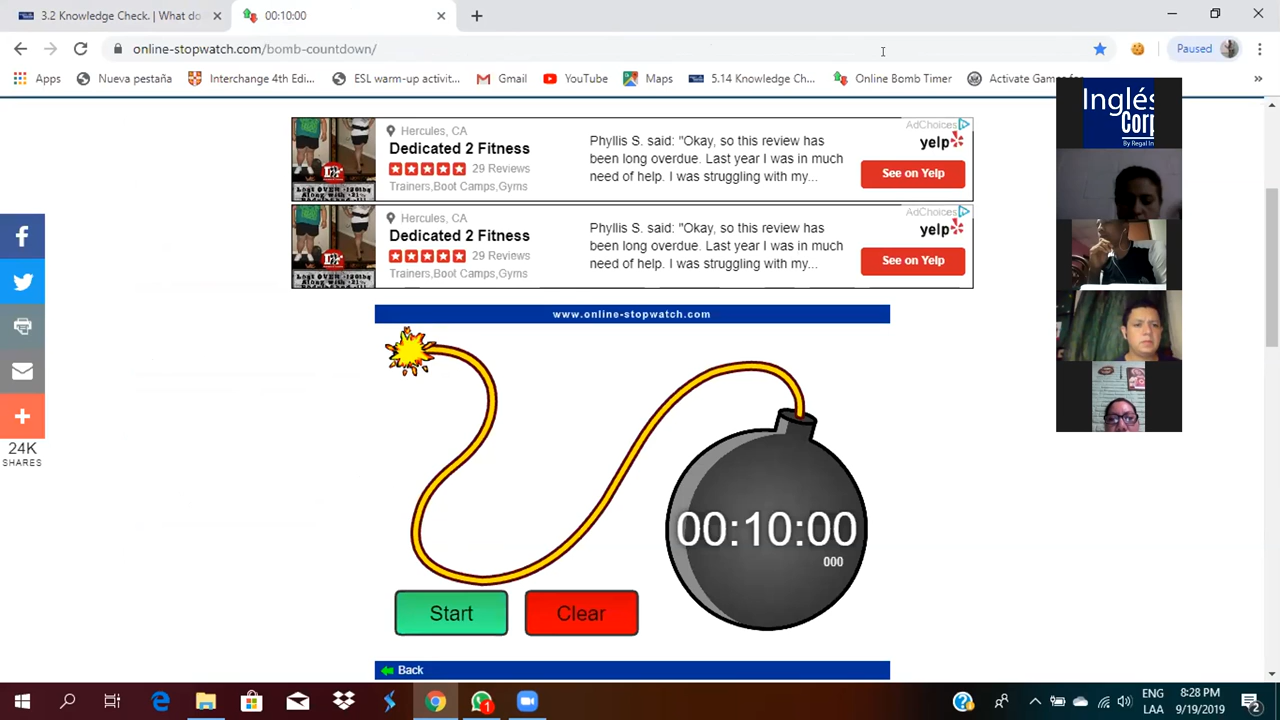 3.2 Knowledge Check. | What do
00:10:00
online-stopwatch.com/bomb-countdown/
Paused
Apps
Nueva pestaña
Interchange 4th Edi...
ESL warm-up activit...
Gmail
YouTube
Maps
5.14 Knowledge Ch...
Online Bomb Timer
Activate Games for
»
Inglés
Corp
By Regal In
Hercules, CA
Dedicated 2 Fitness
29 Reviews
Trainers,Boot Camps,Gyms
Phyllis S. said: "Okay, so this review has
been long overdue. Last year I was in much
need of help. I was struggling with my...
AdChoices
yelp
See on Yelp
Hercules, CA
Dedicated 2 Fitness
29 Reviews
Trainers,Boot Camps,Gyms
Phyllis S. said: "Okay, so this review has
been long overdue. Last year I was in much
need of help. I was struggling with my...
AdChoices
yelp
See on Yelp
24K
SHARES
www.online-stopwatch.com
00:10:00
000
Start
Clear
Back
ENG
LAA
8:28 PM
9/19/2019
1
2